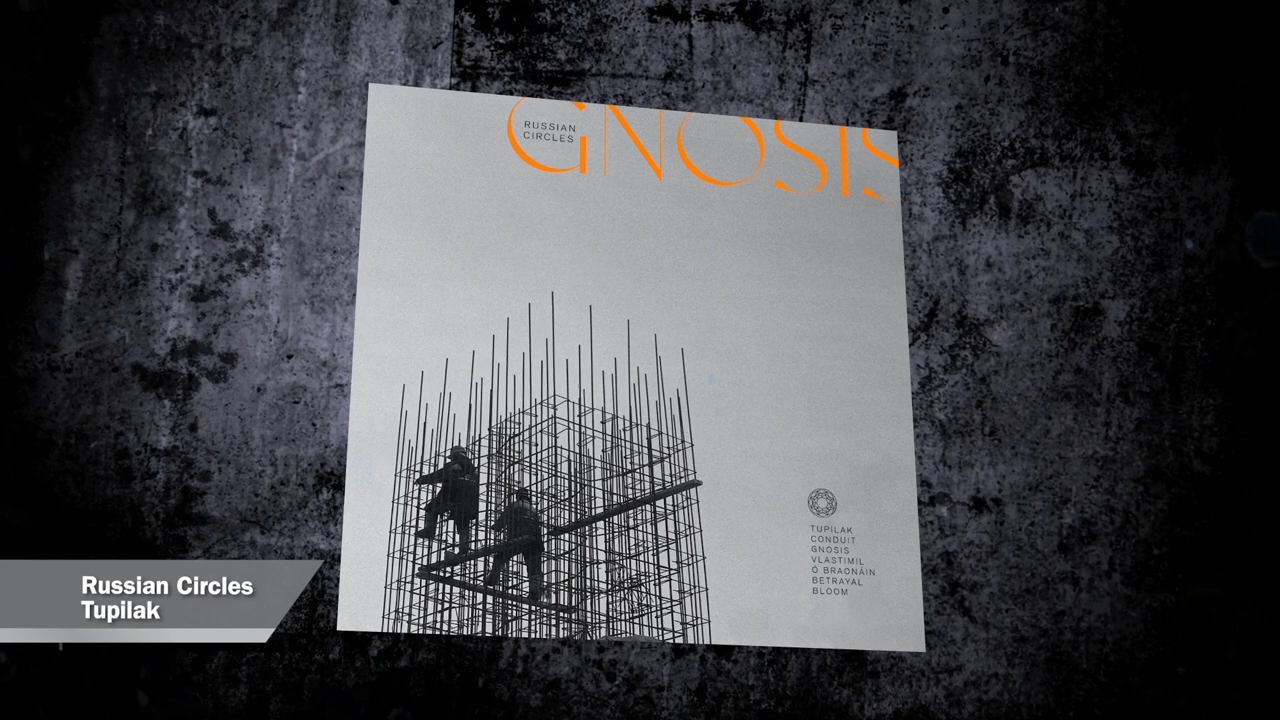 GNOSIS
RUSSIAN
CIRCLES
TUPILAK
CONDUIT
GNOSIS
VLASTIMIL
Ó BRAONÁIN
BETRAYAL
BLOOM
Russian Circles
Tupilak